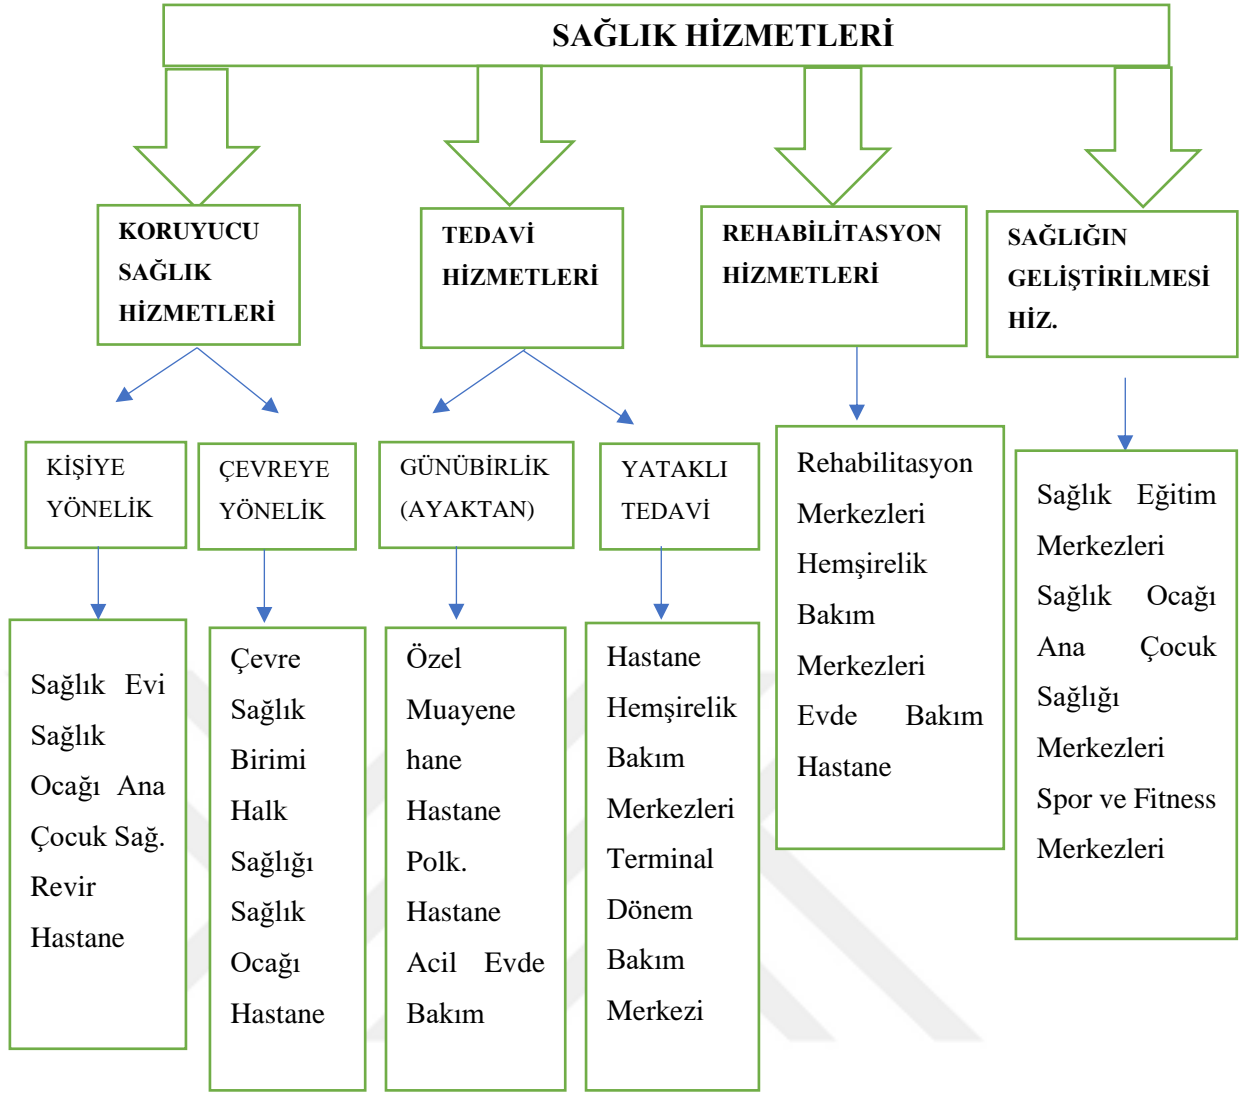 SAĞLIK HİZMETLERİ
KORUYUCU
SAĞLIK
HİZMETLERİ
TEDAVİ
HİZMETLERİ
REHABİLİTASYON
HİZMETLERİ
SAĞLIĞIN
GELİŞTİRİLMESİ
HİZ.
KİŞİYE
YÖNELİK
ÇEVREYE
YÖNELİK
GÜNÜBİRLİK
(AYAKTAN)
YATAKLI
TEDAVİ
Sağlık Evi
Sağlık
Ocağı Ana
Çocuk Sağ.
Revir
Hastane
Çevre
Sağlık
Birimi
Halk
Sağlığı
Sağlık
Ocağı
Hastane
Özel
Muayene
hane
Hastane
Polk.
Hastane
Acil Evde
Bakım
Hastane
Hemşirelik
Bakım
Merkezleri
Terminal
Dönem
Bakım
Merkezi
Rehabilitasyon
Merkezleri
Hemşirelik
Bakım
Merkezleri
Evde Bakım
Hastane
Sağlık Eğitim
Merkezleri
Sağlık Ocağı
Ana Çocuk
Sağlığı
Merkezleri
Spor ve Fitness
Merkezleri